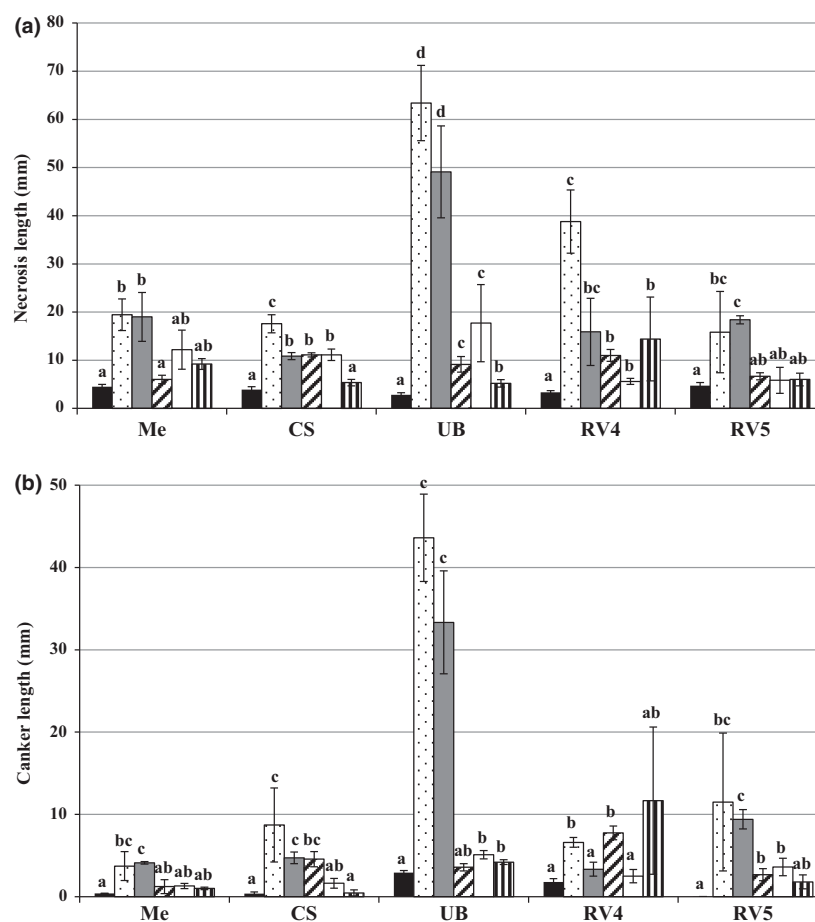 (a)
80
70
60
50
40
30
20
10
0
Necrosis length (mm)
a b b a ab ab
a c b b b a
a d d c c b
a c bc b b b
a bc c ab ab ab
Me CS UB RV4 RV5
(b)
50
40
30
20
10
0
Canker length (mm)
a bc c ab ab ab
a c c bc ab a
a c c ab b b
a b a b a ab
a bc c b b ab
Me CS UB RV4 RV5